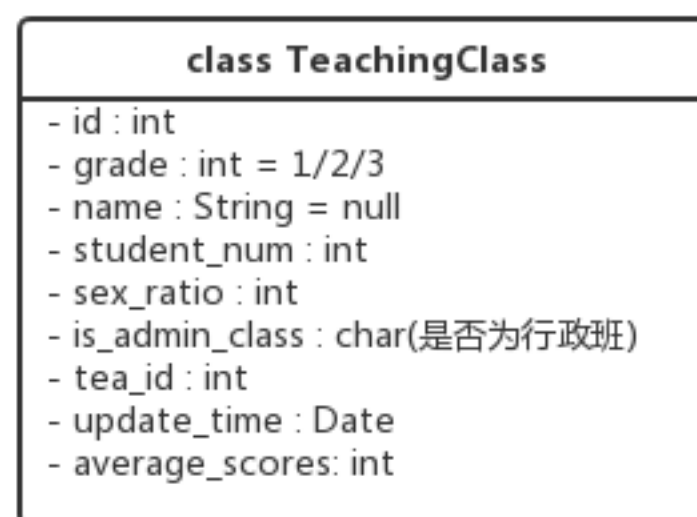 class TeachingClass
- id : int
- grade : int = 1/2/3
- name : String = null
- student_num : int
- sex_ratio : int
- is_admin_class : char(是否为行政班)
- tea_id : int
- update_time : Date
- average_scores: int